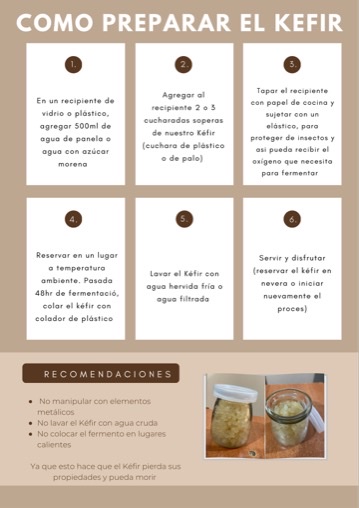 COMO PREPARAR EL KEFIR
1.
En un recipiente de
vidrio o plástico,
agregar 500ml de
agua de panela o
agua con azúcar
morena
2.
Agregar al
recipiente 2 o 3
cucharadas soperas
de nuestro Kéfir
(cuchara de plástico
o de palo)
3.
Tapar el recipiente
con papel de cocina y
sujetar con un
elástico, para
proteger de insectos y
asi pueda recibir el
oxígeno que necesita
para fermentar
4.
Reservar en un lugar
a temperatura
ambiente. Pasada
48hr de fermentació,
colar el kéfir con
colador de plástico
5.
Lavar el Kéfir con
agua hervida fría o
agua filtrada
6.
Servir y disfrutar
(reservar el kéfir en
nevera o iniciar
nuevamente el
proces)
RECOMENDACIONES
No manipular con elementos
metálicos
No lavar el Kéfir con agua cruda
No colocar el fermento en lugares
calientes
Ya que esto hace que el Kéfir pierda sus
propiedades y pueda morir